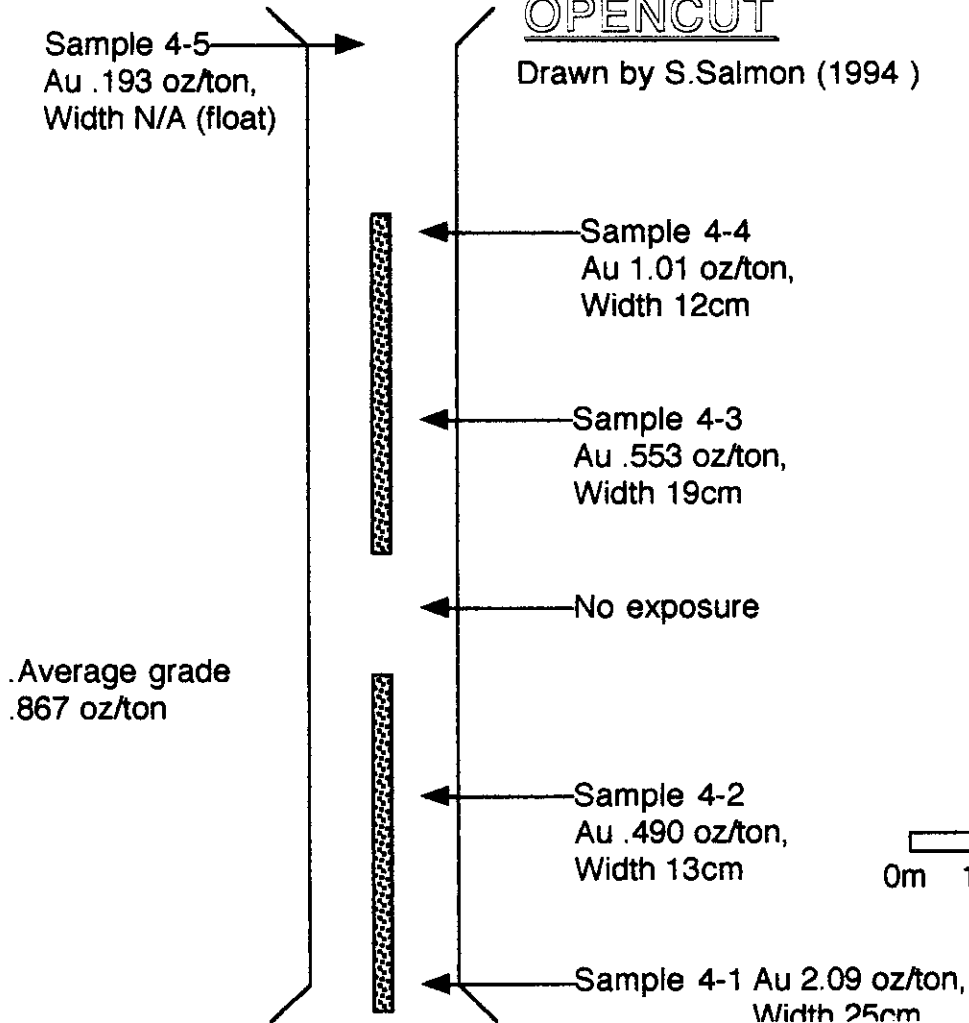 OPENCUT
Drawn by S.Salmon (1994 )
Sample 4-5
Au .193 oz/ton,
Width N/A (float)
Sample 4-4
Au 1.01 oz/ton,
Width 12cm
Sample 4-3
Au .553 oz/ton,
Width 19cm
No exposure
.Average grade
.867 oz/ton
Sample 4-2
Au .490 oz/ton,
Width 13cm
0m 1
Sample 4-1 Au 2.09 oz/ton,
Width 25cm